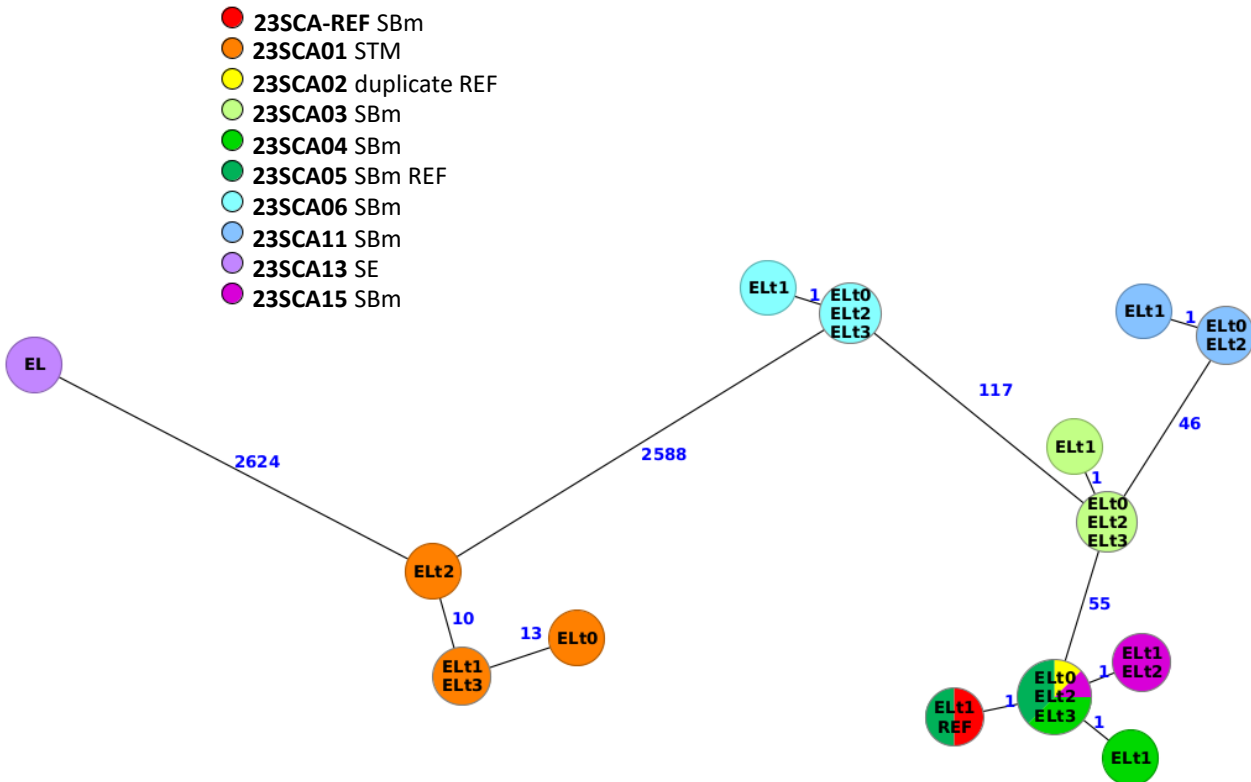 23SCA-REF SBm
23SCA01 STM
23SCA02 duplicate REF
23SCA03 SBm
23SCA04 SBm
23SCA05 SBm REF
23SCA06 SBm
23SCA11 SBm
23SCA13 SE
23SCA15 SBm
ELt1
1
ELt0
ELt2
ELt3
ELt1
1
ELt0
ELt2
EL
117
46
2624
2588
ELt1
1
ELt0
ELt2
ELt3
ELt2
10
13
ELt0
ELt1
ELt3
55
ELt1
ELt2
1
ELt0
ELt2
ELt3
1
ELt1
REF
1
ELt1